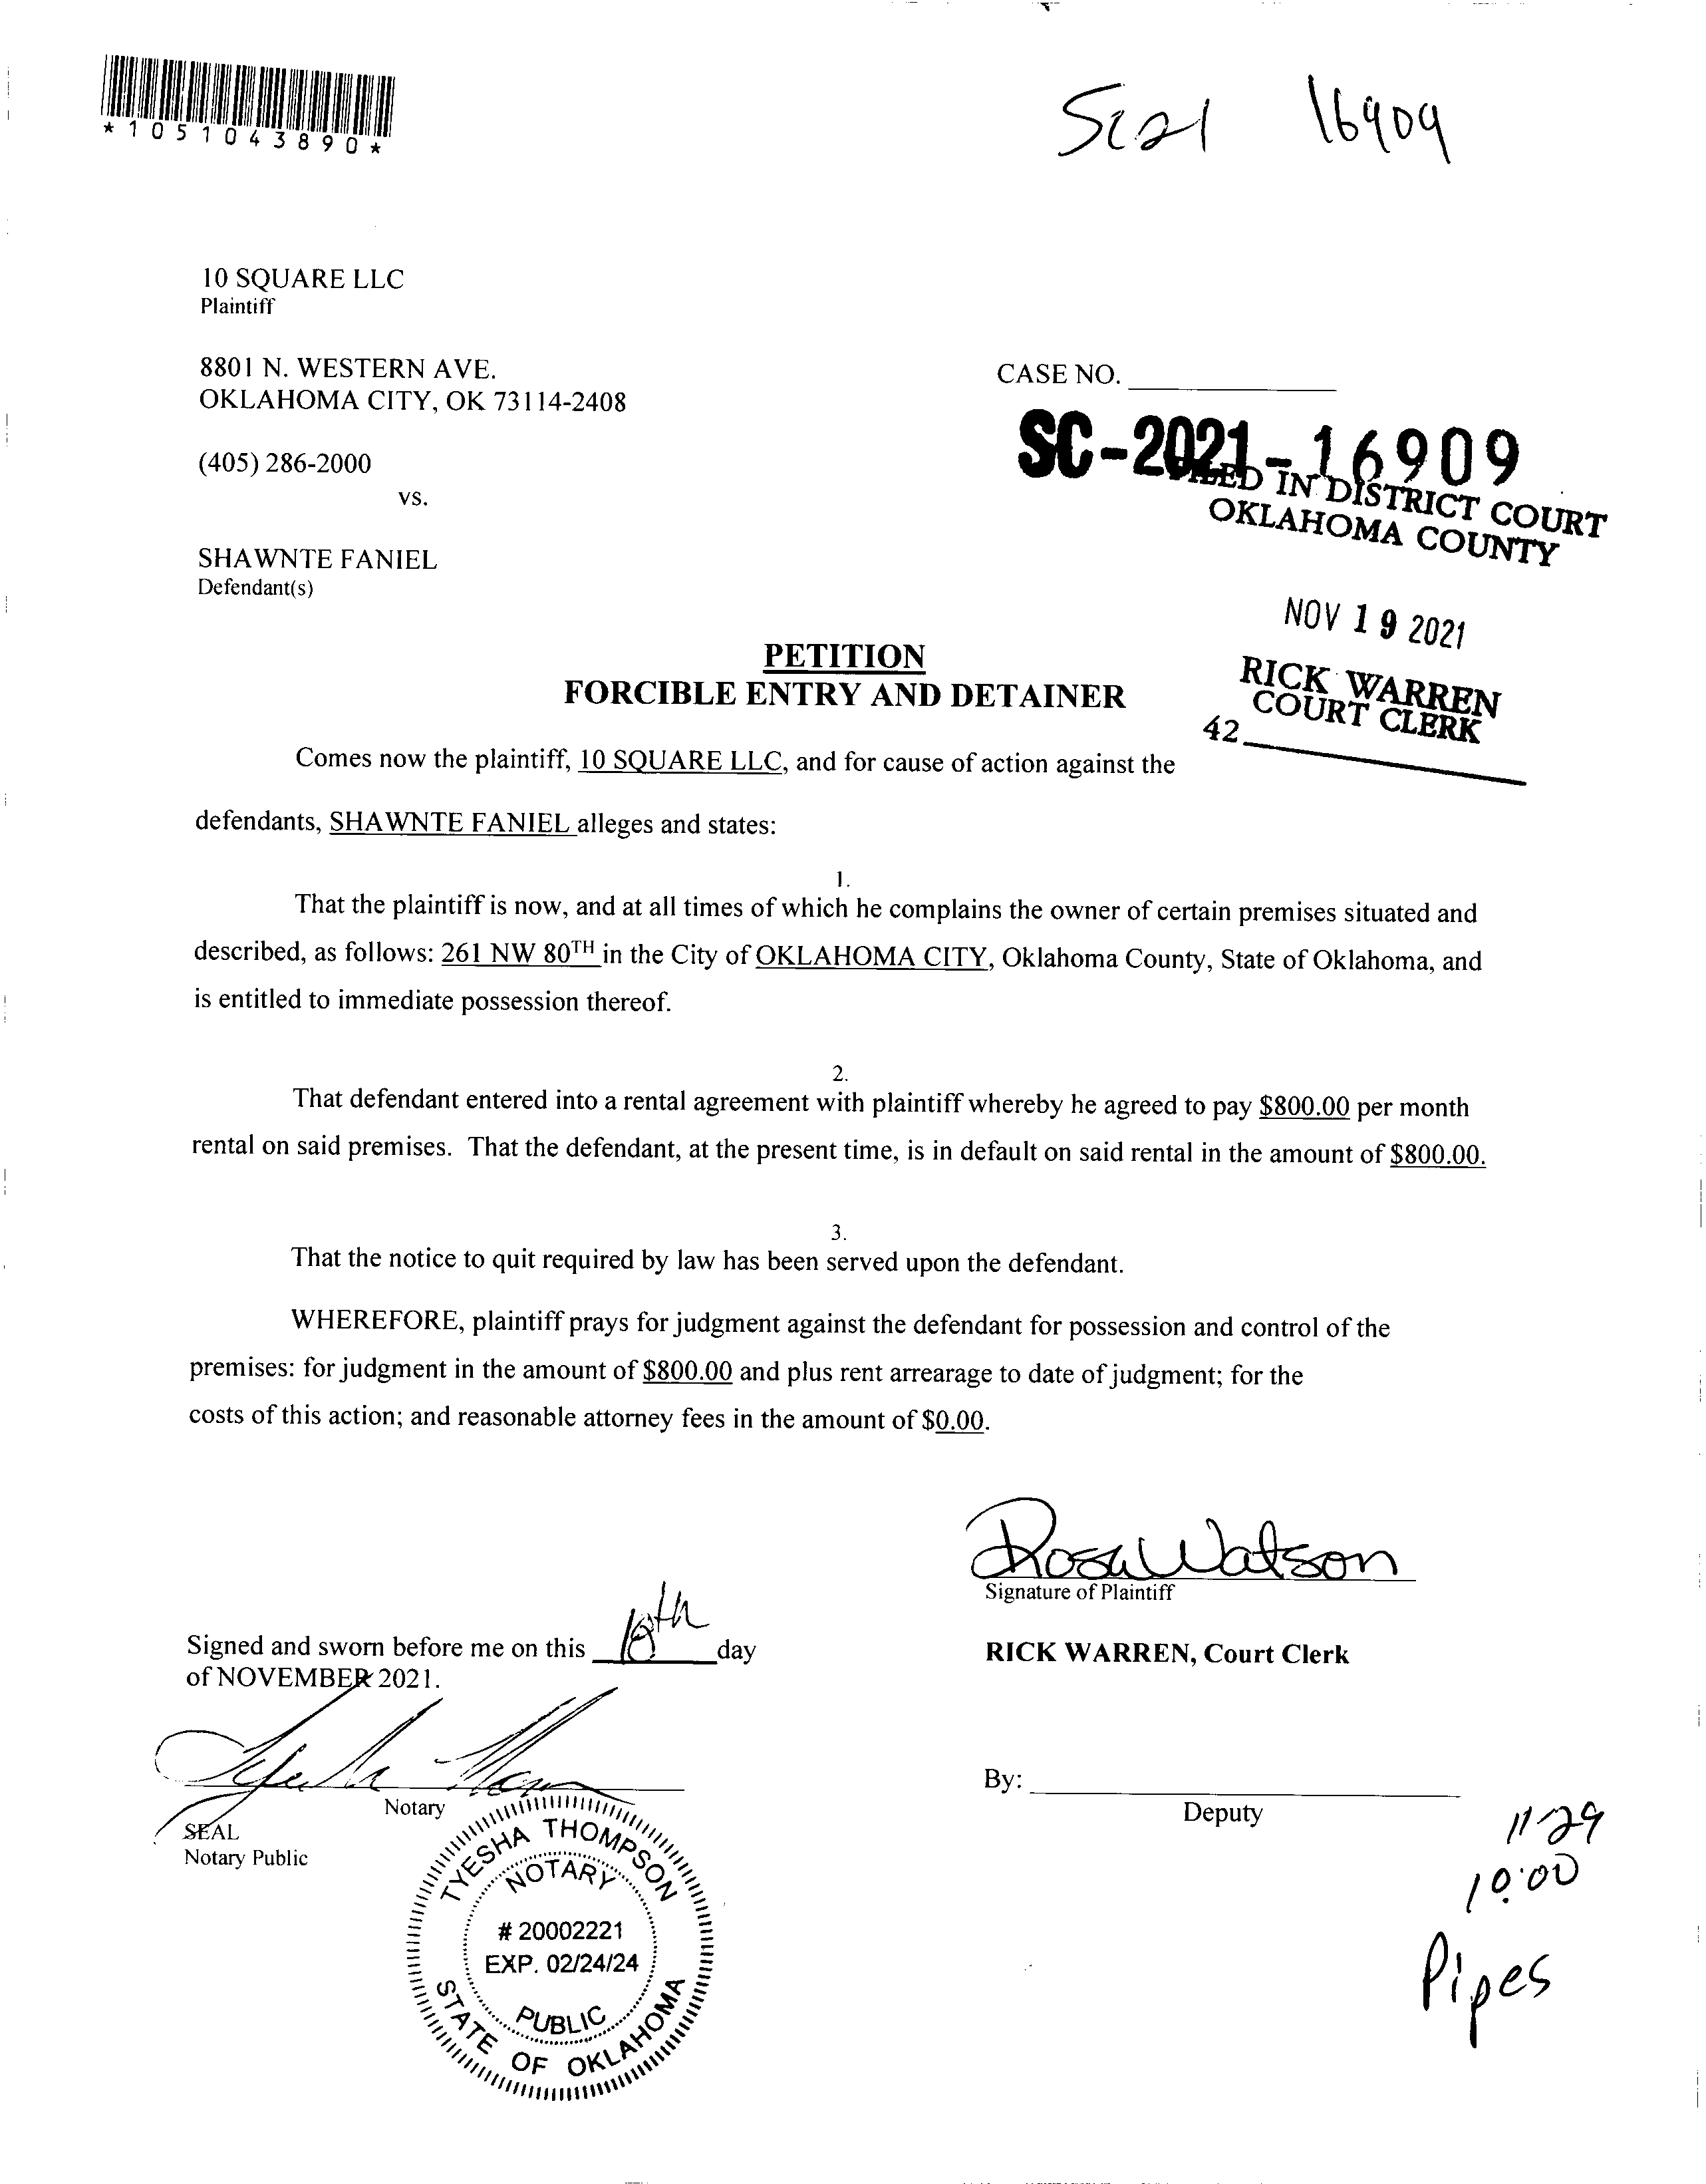 *1051043890*
SC21 16909
10 SQUARE LLC
Plaintiff
8801 N. WESTERN AVE.
OKLAHOMA CITY, OK 73114-2408
CASE NO.
SC-2021-16909
FILED IN DISTRICT COURT
OKLAHOMA COUNTY
(405) 286-2000
vs.
SHAWNTE FANIEL
Defendant(s)
NOV 19 2021
RICK WARREN
COURT CLERK
42
PETITION
FORCIBLE ENTRY AND DETAINER
Comes now the plaintiff, 10 SQUARE LLC, and for cause of action against the
defendants, SHAWNTE FANIEL alleges and states:
1.
That the plaintiff is now, and at all times of which he complains the owner of certain premises situated and
described, as follows: 261 NW 80TH in the City of OKLAHOMA CITY, Oklahoma County, State of Oklahoma, and
is entitled to immediate possession thereof.
2.
That defendant entered into a rental agreement with plaintiff whereby he agreed to pay $800.00 per month
rental on said premises. That the defendant, at the present time, is in default on said rental in the amount of $800.00.
3.
That the notice to quit required by law has been served upon the defendant.
WHEREFORE, plaintiff prays for judgment against the defendant for possession and control of the
premises: for judgment in the amount of $800.00 and plus rent arrearage to date of judgment; for the
costs of this action; and reasonable attorney fees in the amount of $0.00.
Rosa Watson
Signature of Plaintiff
Signed and sworn before me on this day
of NOVEMBER 2021.
RICK WARREN, Court Clerk
By:
Deputy
Notary
SEAL
Notary Public
TYESHA THOMPSON
NOTARY
# 20002221
EXP. 02/24/24
PUBLIC
STATE OF OKLAHOMA
11-29
10:00
Pipes